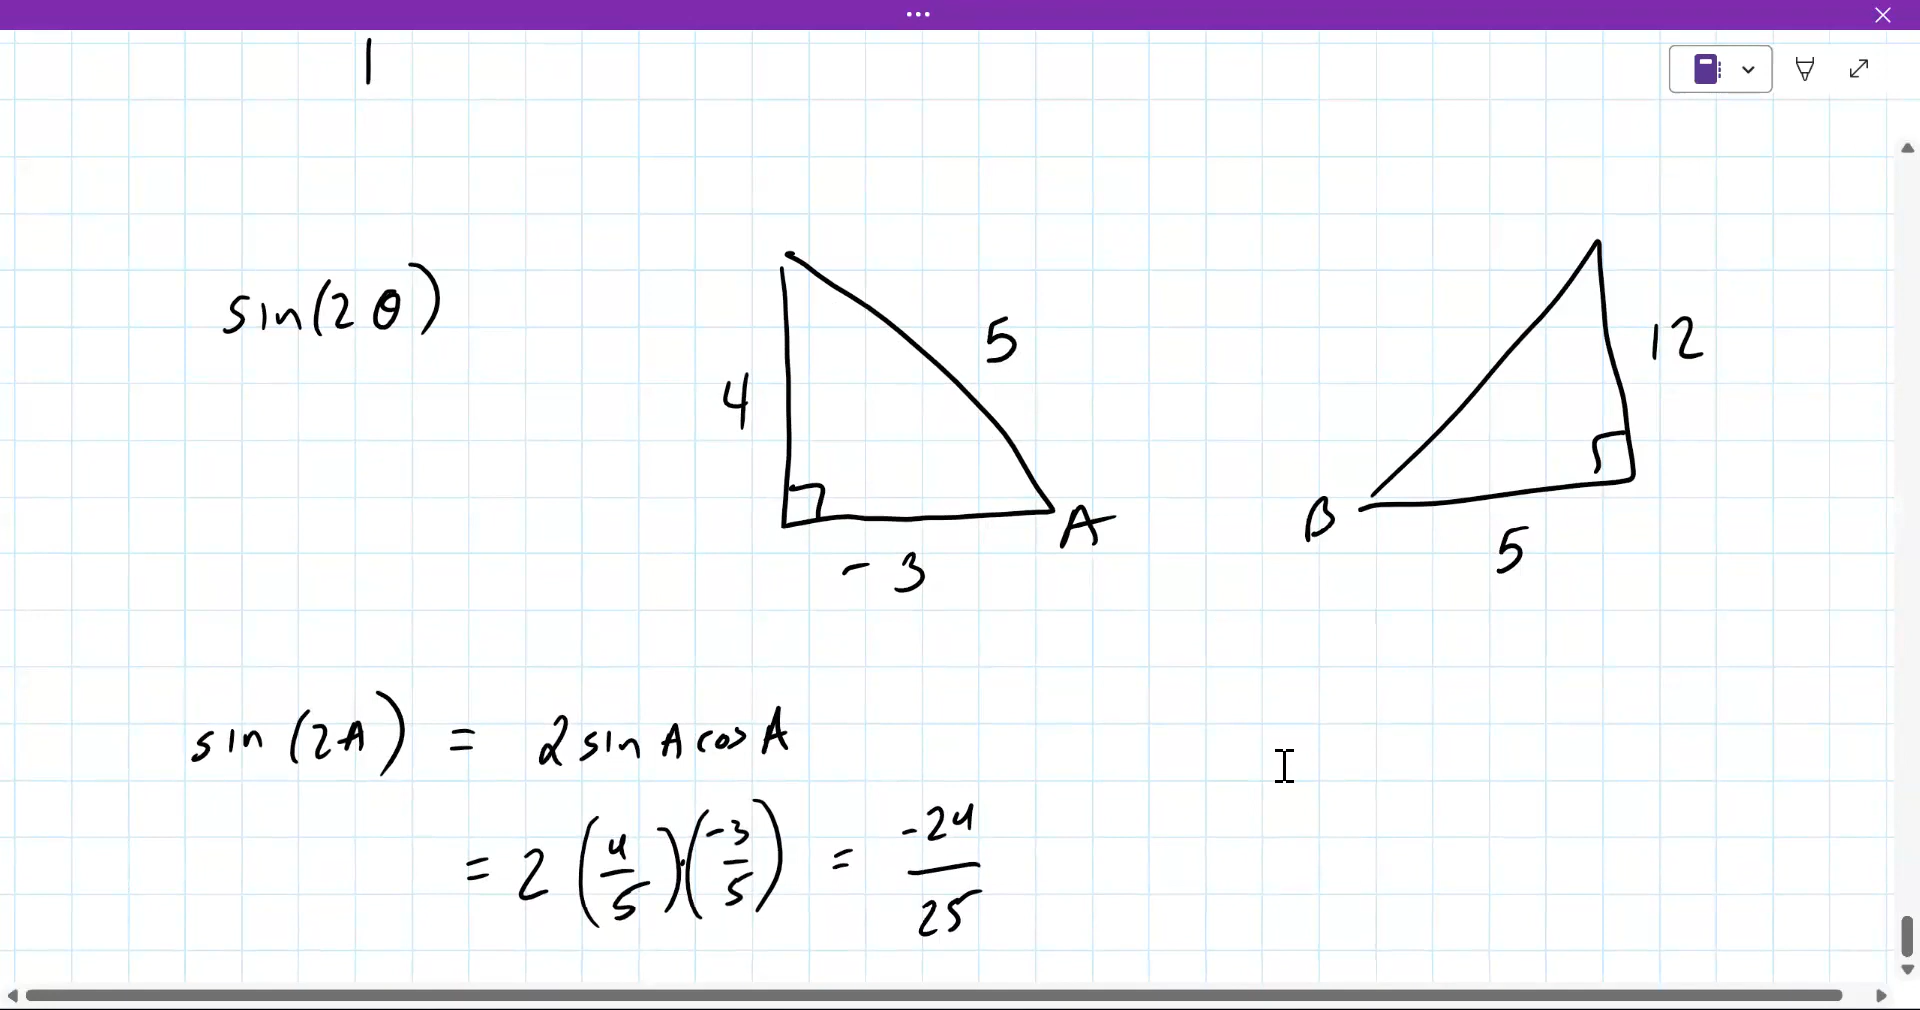 1
sin(2θ)
4
5
-3
A
12
B
5
sin(2A) = 2 sin A cos A
= 2 (4/5)·(-3/5) = -24/25